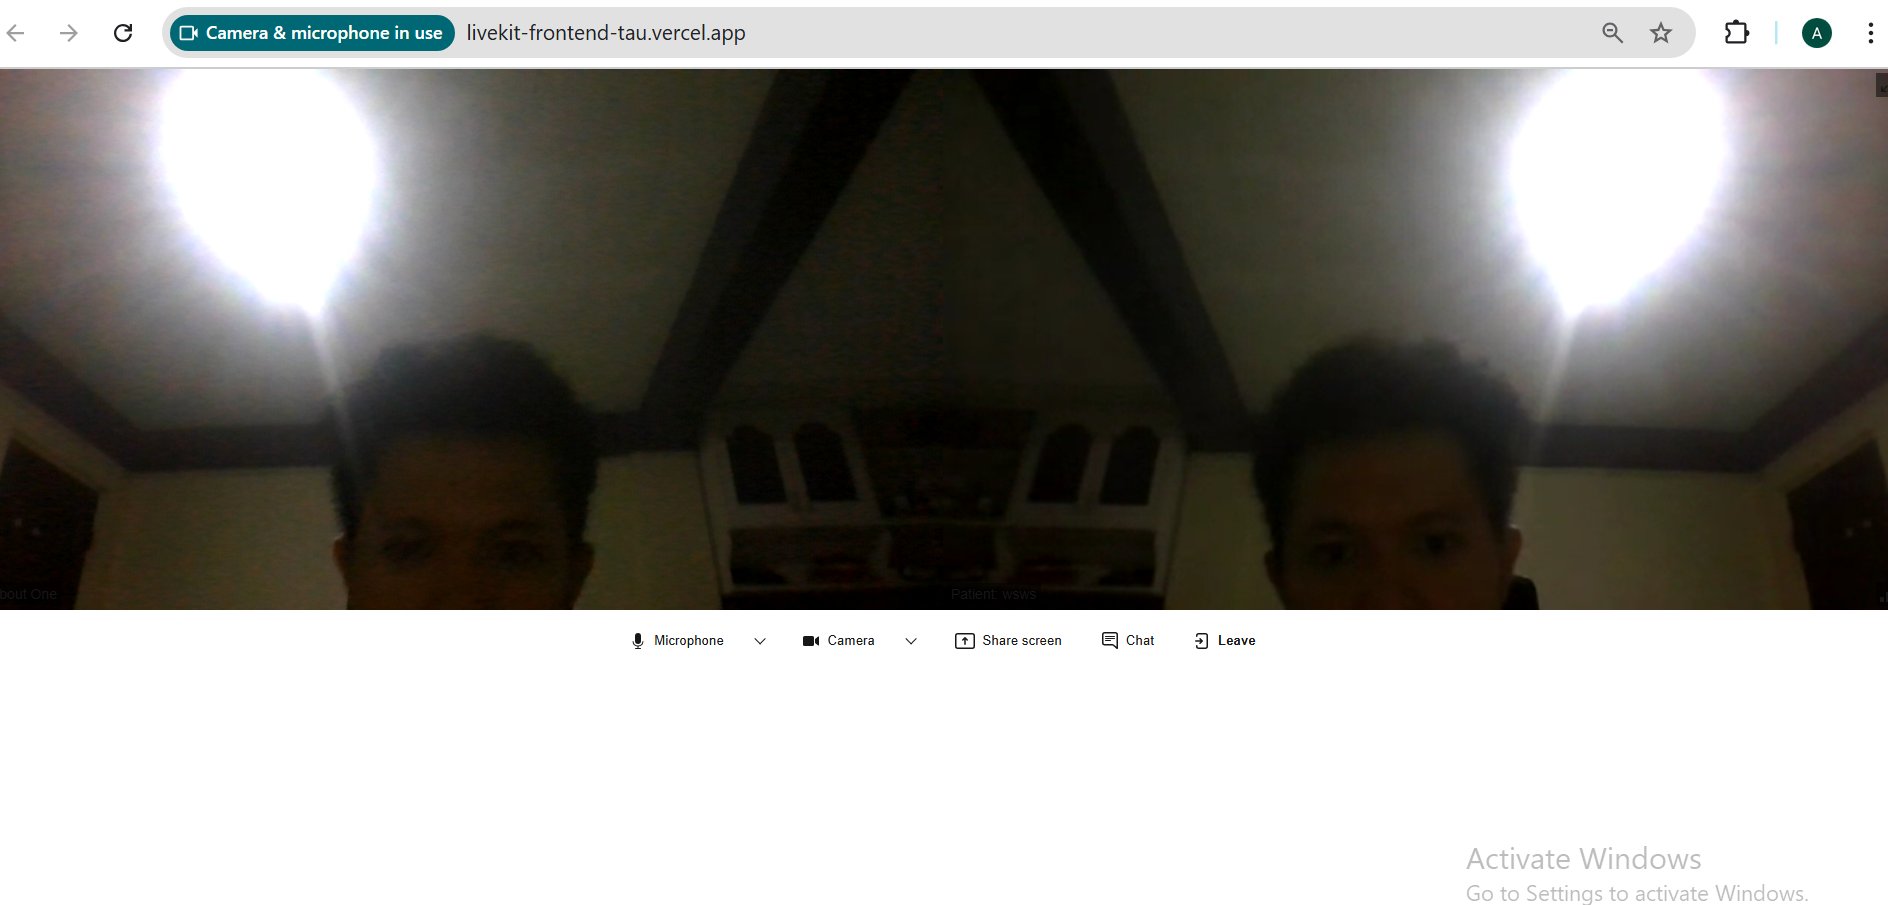 Camera & microphone in use
livekit-frontend-tau.vercel.app
A
bout One
Patient: wsws
Microphone
Camera
Share screen
Chat
Leave
Activate Windows
Go to Settings to activate Windows.